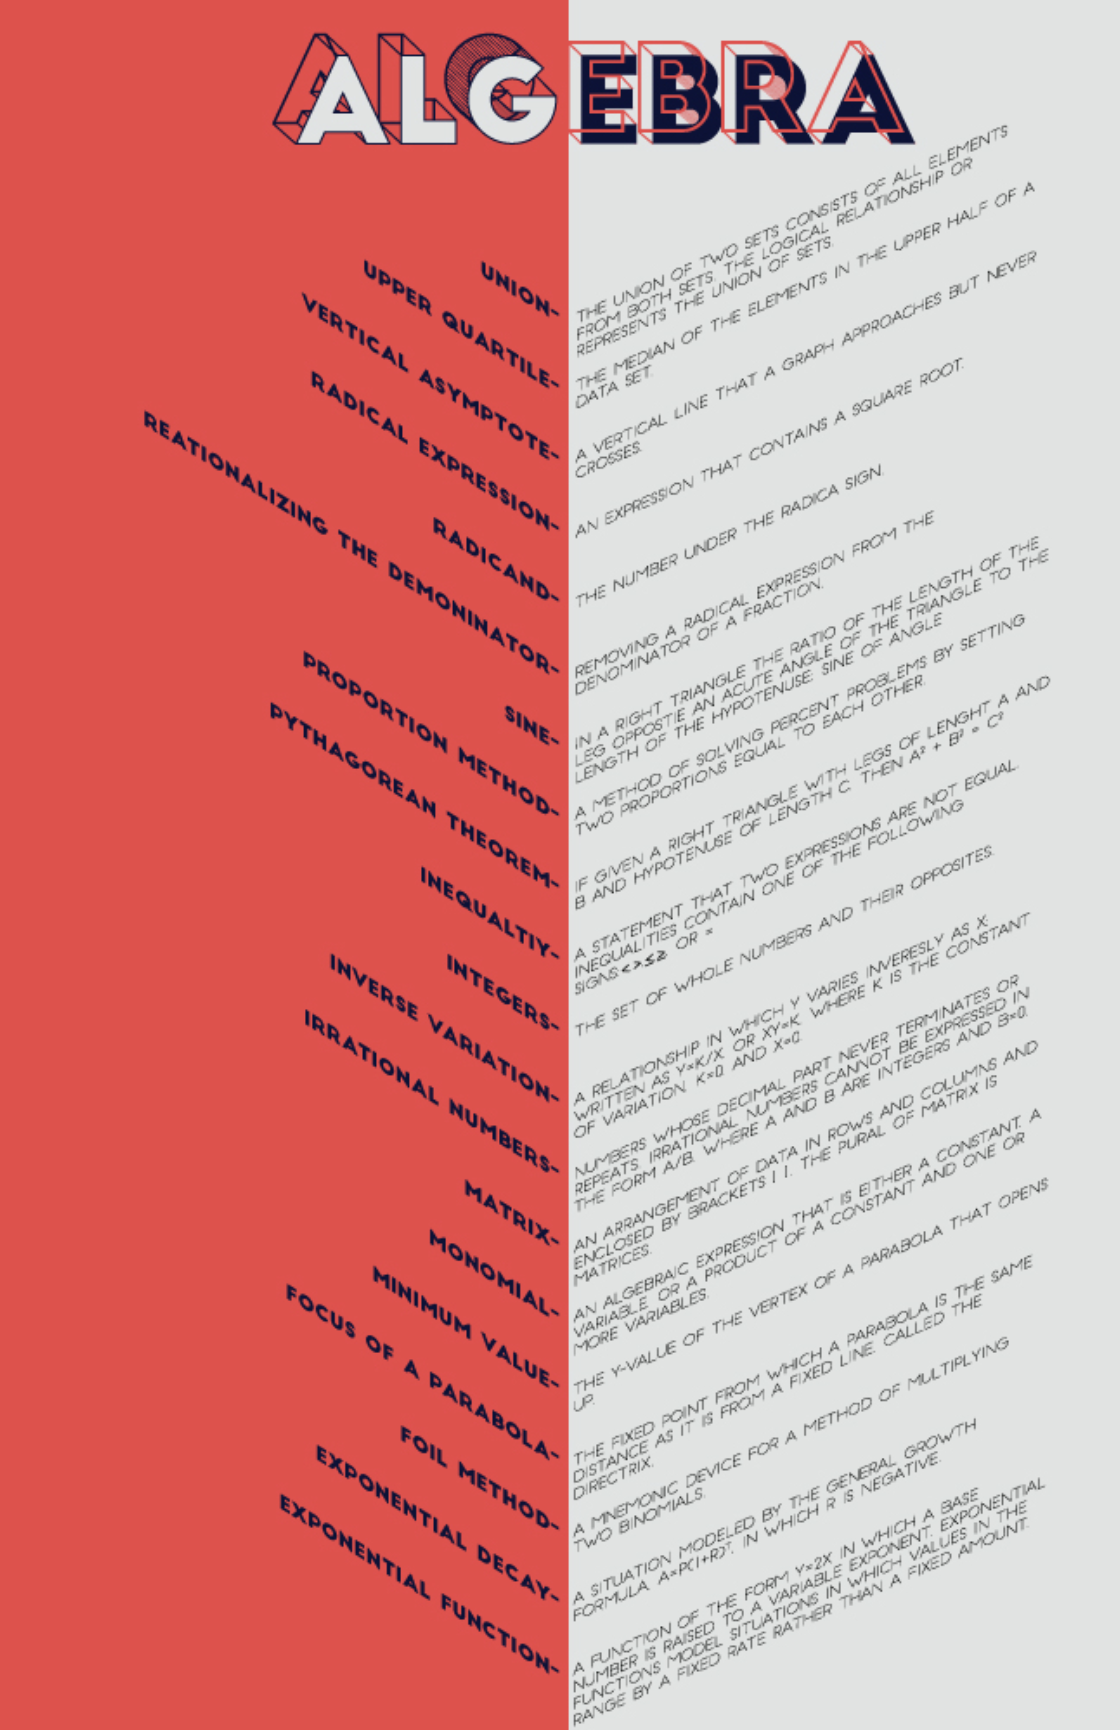 ALGEBRA
UNION-
THE UNION OF TWO SETS CONSISTS OF ALL ELEMENTS
FROM BOTH SETS. THE LOGICAL RELATIONSHIP OR
REPRESENTS THE UNION OF SETS.
UPPER QUARTILE-
THE MEDIAN OF THE ELEMENTS IN THE UPPER HALF OF A
DATA SET.
VERTICAL ASYMPTOTE-
A VERTICAL LINE THAT A GRAPH APPROACHES BUT NEVER
CROSSES.
RADICAL EXPRESSION-
AN EXPRESSION THAT CONTAINS A SQUARE ROOT.
RADICAND-
THE NUMBER UNDER THE RADICA SIGN.
REATIONALIZING THE DEMONINATOR-
REMOVING A RADICAL EXPRESSION FROM THE
DENOMINATOR OF A FRACTION.
SINE-
IN A RIGHT TRIANGLE THE RATIO OF THE LENGTH OF THE
LEG OPPOSTIE AN ACUTE ANGLE OF THE TRIANGLE TO THE
LENGTH OF THE HYPOTENUSE; SINE OF ANGLE
PROPORTION METHOD-
A METHOD OF SOLVING PERCENT PROBLEMS BY SETTING
TWO PROPORTIONS EQUAL TO EACH OTHER.
PYTHAGOREAN THEOREM-
IF GIVEN A RIGHT TRIANGLE WITH LEGS OF LENGHT A AND
B AND HYPOTENUSE OF LENGTH C. THEN A² + B² = C²
INEQUALTIY-
A STATEMENT THAT TWO EXPRESSIONS ARE NOT EQUAL.
INEQUALITIES CONTAIN ONE OF THE FOLLOWING
SIGNS <>≤≥ OR =
INTEGERS-
THE SET OF WHOLE NUMBERS AND THEIR OPPOSITES.
INVERSE VARIATION-
A RELATIONSHIP IN WHICH Y VARIES INVERESLY AS X;
WRITTEN AS Y=K/X. OR XY=K. WHERE K IS THE CONSTANT
OF VARIATION. K=0 AND X=0.
IRRATIONAL NUMBERS-
NUMBERS WHOSE DECIMAL PART NEVER TERMINATES OR
REPEATS. IRRATIONAL NUMBERS CANNOT BE EXPRESSED IN
THE FORM A/B. WHERE A AND B ARE INTEGERS AND B=0.
MATRIX-
AN ARRANGEMENT OF DATA IN ROWS AND COLUMNS AND
ENCLOSED BY BRACKETS [ ]. THE PURAL OF MATRIX IS
MATRICES.
MONOMIAL-
AN ALGEBRAIC EXPRESSION THAT IS EITHER A CONSTANT. A
VARIABLE. OR A PRODUCT OF A CONSTANT AND ONE OR
MORE VARIABLES.
MINIMUM VALUE-
THE Y-VALUE OF THE VERTEX OF A PARABOLA THAT OPENS
UP.
FOCUS OF A PARABOLA-
THE FIXED POINT FROM WHICH A PARABOLA IS THE SAME
DISTANCE AS IT IS FROM A FIXED LINE. CALLED THE
DIRECTRIX.
FOIL METHOD-
A MNEMONIC DEVICE FOR A METHOD OF MULTIPLYING
TWO BINOMIALS.
EXPONENTIAL DECAY-
A SITUATION MODELED BY THE GENERAL GROWTH
FORMULA A=P(1+R)ᵀ. IN WHICH R IS NEGATIVE.
EXPONENTIAL FUNCTION-
A FUNCTION OF THE FORM Y=2X IN WHICH A BASE
NUMBER IS RAISED TO A VARIABLE EXPONENT. EXPONENTIAL
FUNCTIONS MODEL SITUATIONS IN WHICH VALUES IN THE
RANGE BY A FIXED RATE RATHER THAN A FIXED AMOUNT.